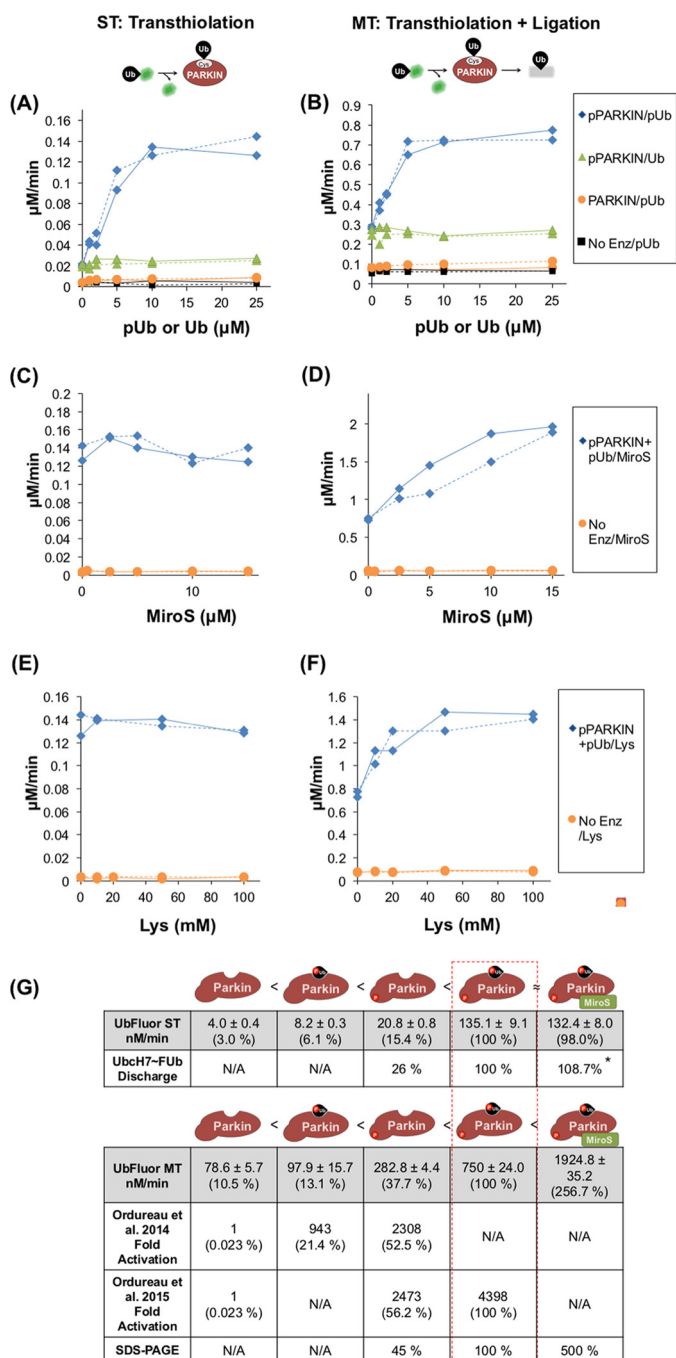 ST: Transthiolation
MT: Transthiolation + Ligation
Ub
Ub
Cys
PARKIN
Ub
Ub
Cys
PARKIN
Ub
(A)
0.16
0.14
0.12
0.1
0.08
0.06
0.04
0.02
0
µM/min
0 5 10 15 20 25
pUb or Ub (µM)
(B)
0.9
0.8
0.7
0.6
0.5
0.4
0.3
0.2
0.1
0
µM/min
0 5 10 15 20 25
pUb or Ub (µM)
pPARKIN/pUb
pPARKIN/Ub
PARKIN/pUb
No Enz/pUb
(C)
0.2
0.18
0.16
0.14
0.12
0.1
0.08
0.06
0.04
0.02
0
µM/min
0 10
MiroS (µM)
(D)
2
1
0.5
0
µM/min
0 5 10 15
MiroS (µM)
pPARKIN+
pUb/MiroS
No
Enz/MiroS
(E)
0.16
0.14
0.12
0.1
0.08
0.06
0.04
0.02
0
µM/min
0 20 40 60 80 100
Lys (mM)
(F)
1.6
1.4
1.2
1
0.8
0.6
0.4
0.2
0
µM/min
0 20 40 60 80 100
Lys (mM)
pPARKIN
+pUb/Lys
No Enz
/Lys
(G)
Parkin < Parkin < Parkin < Parkin ≈ Parkin
P Ub P P Ub P P Ub P
MiroS
UbFluor ST nM/min 4.0 ± 0.4 (3.0 %) 8.2 ± 0.3 (6.1 %) 20.8 ± 0.8 (15.4 %) 135.1 ± 9.1 (100 %) 132.4 ± 8.0 (98.0%)
UbcH7~FUb Discharge N/A N/A 26 % 100 % 108.7% *
Parkin < Parkin < Parkin < Parkin < Parkin
P Ub P P Ub P P Ub P
MiroS
UbFluor MT nM/min 78.6 ± 5.7 (10.5 %) 97.9 ± 15.7 (13.1 %) 282.8 ± 4.4 (37.7 %) 750 ± 24.0 (100 %) 1924.8 ± 35.2 (256.7 %)
Ordureau et al. 2014 Fold Activation 1 (0.023 %) 943 (21.4 %) 2308 (52.5 %) N/A N/A
Ordureau et al. 2015 Fold Activation 1 (0.023 %) N/A 2473 (56.2 %) 4398 (100 %) N/A
SDS-PAGE N/A N/A 45 % 100 % 500 %